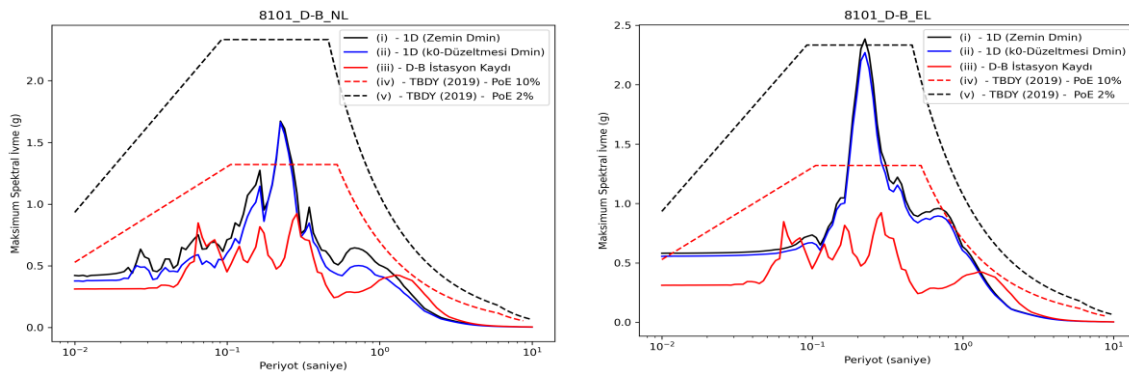 8101_D-B_NL
Maksimum Spektral İvme (g)
2.0
1.5
1.0
0.5
0.0
(i) - 1D (Zemin Dmin)
(ii) - 1D (k0-Düzeltmesi Dmin)
(iii) - D-B İstasyon Kaydı
(iv) - TBDY (2019) - PoE 10%
(v) - TBDY (2019) - PoE 2%
10⁻² 10⁻¹ 10⁰ 10¹
Periyot (saniye)
8101_D-B_EL
Maksimum Spektral İvme (g)
2.5
2.0
1.5
1.0
0.5
0.0
(i) - 1D (Zemin Dmin)
(ii) - 1D (k0-Düzeltmesi Dmin)
(iii) - D-B İstasyon Kaydı
(iv) - TBDY (2019) - PoE 10%
(v) - TBDY (2019) - PoE 2%
10⁻² 10⁻¹ 10⁰ 10¹
Periyot (saniye)